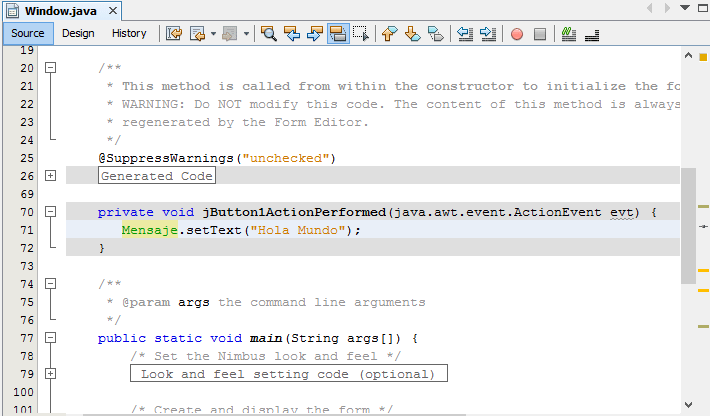 Window.java
Source Design History
19
20 /**
21 * This method is called from within the constructor to initialize the fo
22 * WARNING: Do NOT modify this code. The content of this method is always
23 * regenerated by the Form Editor.
24 */
25 @SuppressWarnings("unchecked")
26 Generated Code
69
70 private void jButton1ActionPerformed(java.awt.event.ActionEvent evt) {
71 Mensaje.setText("Hola Mundo");
72 }
73
74 /**
75 * @param args the command line arguments
76 */
77 public static void main(String args[]) {
78 /* Set the Nimbus look and feel */
79 Look and feel setting code (optional)
100
101 /* Create and display the form */